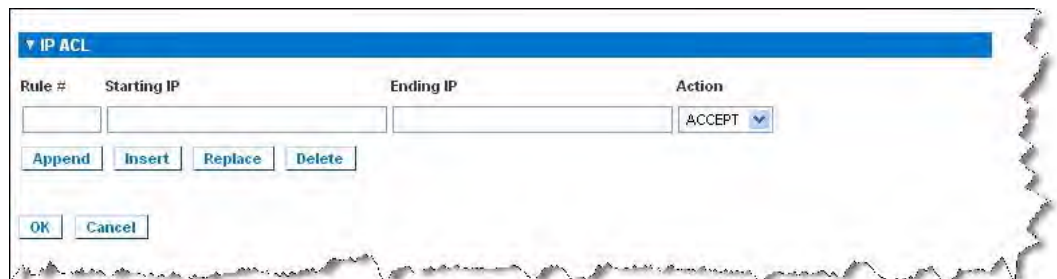 ▼ IP ACL
Rule # Starting IP Ending IP Action
ACCEPT
Append Insert Replace Delete
OK Cancel